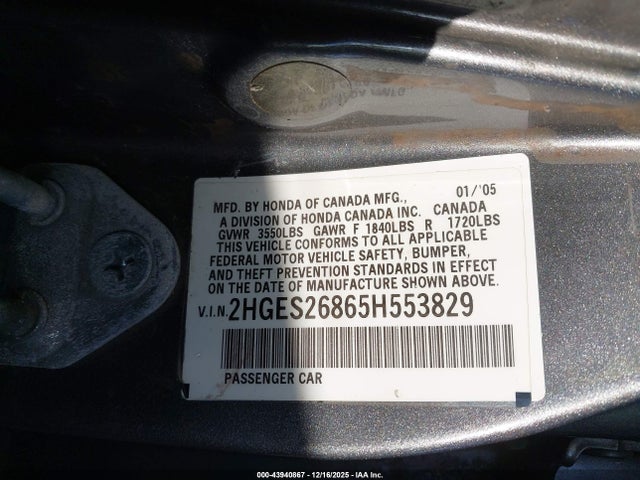 MFD. BY HONDA OF CANADA MFG., 01/'05
A DIVISION OF HONDA CANADA INC. CANADA
GVWR 3550LBS GAWR F 1840LBS R 1720LBS
THIS VEHICLE CONFORMS TO ALL APPLICABLE
FEDERAL MOTOR VEHICLE SAFETY, BUMPER,
AND THEFT PREVENTION STANDARDS IN EFFECT
ON THE DATE OF MANUFACTURE SHOWN ABOVE.
V.I.N. 2HGES26865H553829
PASSENGER CAR
000-43940867 - 12/16/2025 - IAA Inc.